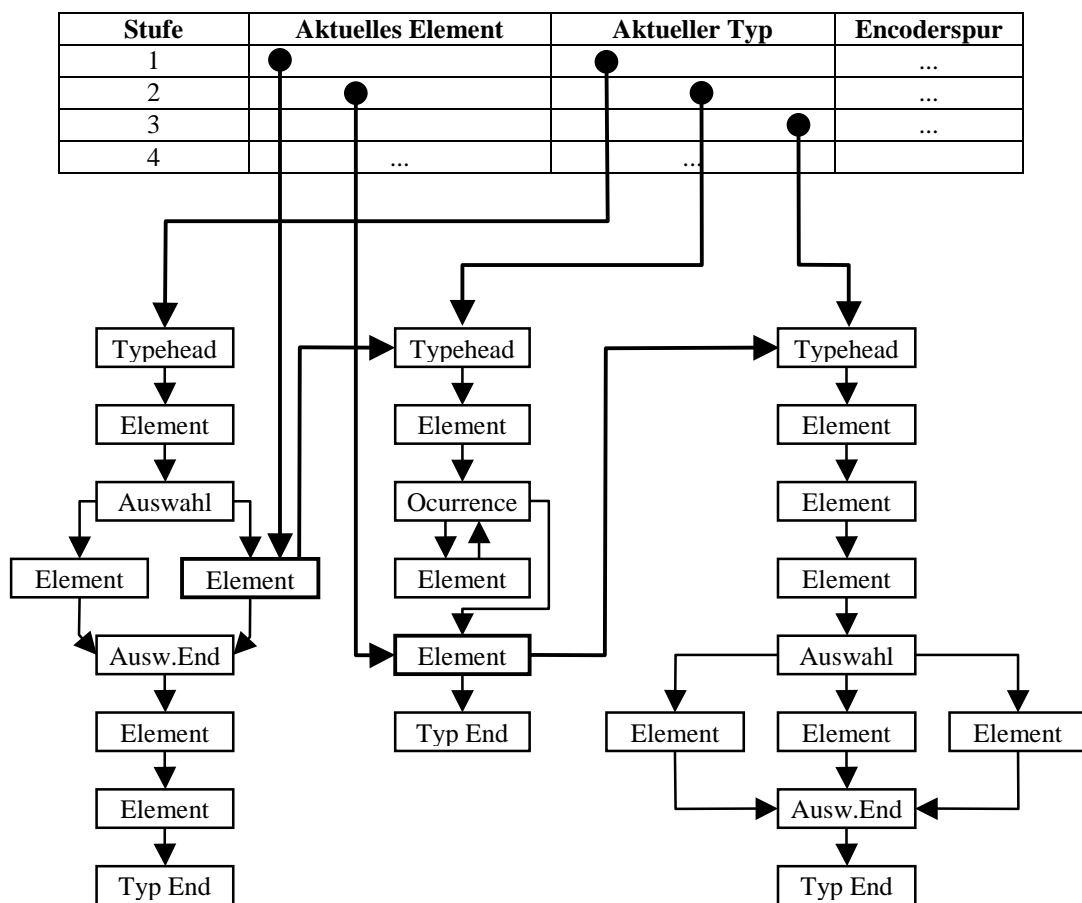 Stufe Aktuelles Element Aktueller Typ Encoderspur
1 ...
2 ...
3 ...
4 ... ...
Typehead Typehead Typehead
Element Element Element
Auswahl Ocurrence Element
Element Element Element Element
Ausw.End Element Auswahl
Element Typ End Element Element Element
Element Ausw.End
Typ End Typ End